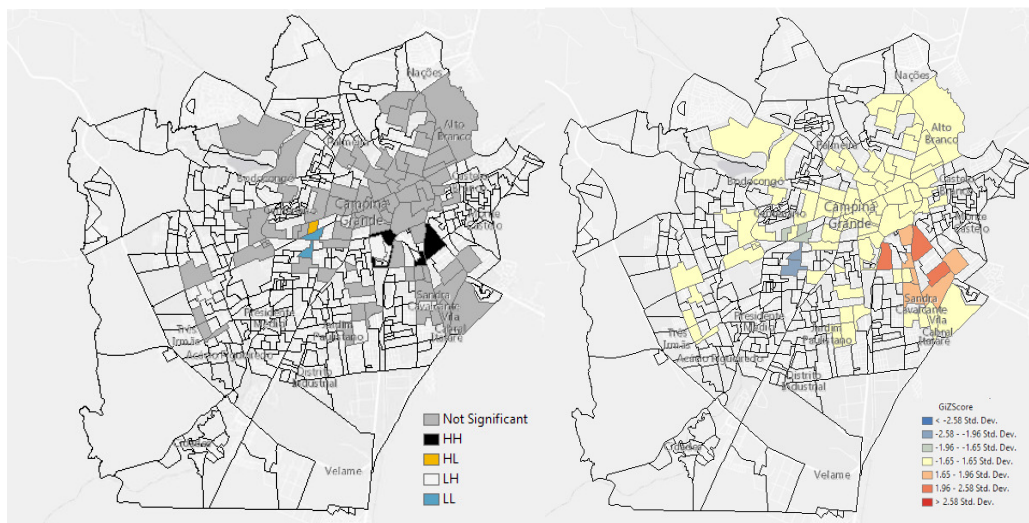 Nações
Alto
Branco
Palmeira
Castelo
Branco
Bodocongó
Campina
Grande
Monte
Castelo
Sandra
Cavalcante
Vila
Cabral
Itararé
Presidente
Médici
Jardim
Paulistano
Três
Irmãs
Acácio Figueiredo
Distrito
Industrial
Velame
Not Significant
HH
HL
LH
LL
Nações
Alto
Branco
Palmeira
Castelo
Branco
Bodocongó
Campina
Grande
Monte
Castelo
Sandra
Cavalcante
Vila
Cabral
Itararé
Presidente
Médici
Jardim
Paulistano
Três
Irmãs
Acácio Figueiredo
Distrito
Industrial
Velame
GiZScore
< -2.58 Std. Dev.
-2.58 - -1.96 Std. Dev.
-1.96 - -1.65 Std. Dev.
-1.65 - 1.65 Std. Dev.
1.65 - 1.96 Std. Dev.
1.96 - 2.58 Std. Dev.
> 2.58 Std. Dev.